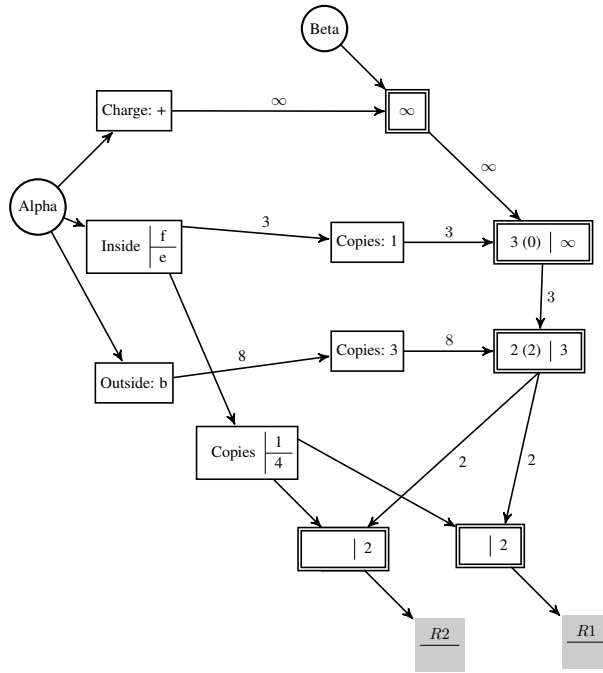 Beta
Charge: +
∞
∞
∞
Alpha
Inside | f
e
3
Copies: 1
3
3 (0) | ∞
3
Outside: b
8
Copies: 3
8
2 (2) | 3
Copies | 1
4
2
2
| 2
| 2
R2
R1